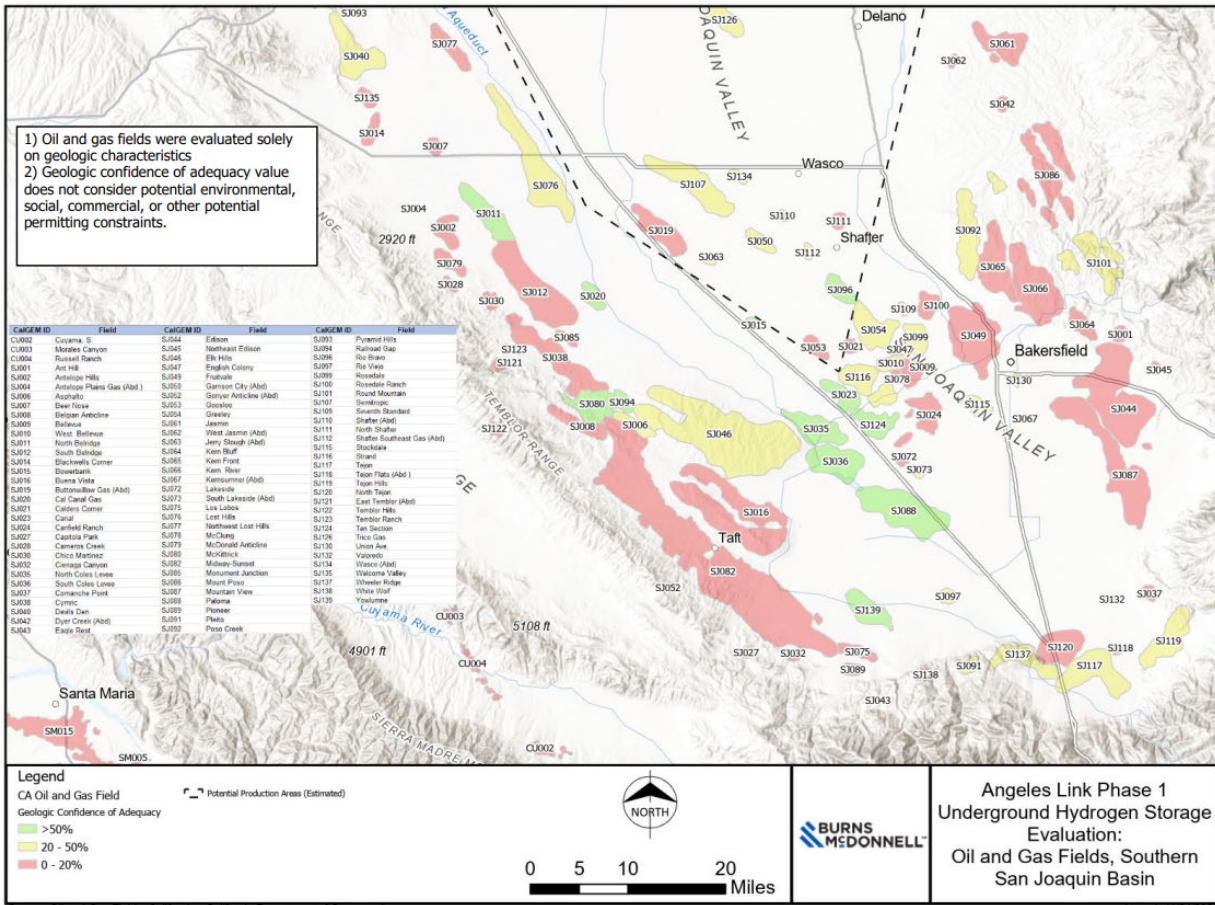 1) Oil and gas fields were evaluated solely
on geologic characteristics
2) Geologic confidence of adequacy value
does not consider potential environmental,
social, commercial, or other potential
permitting constraints.
SJ093
SJ040
SJ077
Aqueduct
SJ126
OAQUIN VALLEY
Delano
SJ061
SJ062
SJ135
SJ042
SJ014
SJ007
SJ086
Wasco
SJ134
SJ076
SJ107
SJ004
SJ011
SJ110
SJ111
SJ092
ANGE
2920 ft
SJ002
SJ019
SJ050
SJ112
Shafter
SJ063
SJ079
SJ065
SJ101
SJ028
SJ030
SJ012
SJ020
SJ096
SJ066
SJ109
SJ100
SJ015
SJ054
SJ064
SJ001
SJ085
SJ099
SJ049
SJ123
SJ038
SJ053
SJ021
SJ047
Bakersfield
SJ121
SJ010
SJ009
SJ045
SJ116
SJ078
SJ130
SJ023
SJ080
SJ094
SJ115
SJ044
SJ008
SJ006
SJ024
SJ067
SAN JOAQUIN VALLEY
SJ122
TEMBLOR RANGE
SJ046
SJ035
SJ124
SJ036
SJ072
SJ073
SJ087
GE
SJ088
SJ016
Taft
SJ082
SJ052
SJ097
SJ132
SJ037
SJ139
CU003
Cuyama River
5108 ft
4901 ft
SJ119
CU004
SJ027
SJ032
SJ075
SJ089
SJ137
SJ120
SJ118
SJ091
SJ117
SJ138
SJ043
Santa Maria
SM015
SM005
SIERRA MADRE M
CU002
CalGEM ID Field CalGEM ID Field CalGEM ID Field
CU002 Cuyama, S. SJ044 Edison SJ093 Pyramid Hills
CU003 Morales Canyon SJ045 Northeast Edison SJ094 Railroad Gap
CU004 Russell Ranch SJ046 Elk Hills SJ096 Rio Bravo
SJ001 Ant Hill SJ047 English Colony SJ097 Rio Viejo
SJ002 Antelope Hills SJ049 Fruitvale SJ099 Rosedale
SJ004 Antelope Plains Gas (Abd.) SJ050 Garrison City (Abd) SJ100 Rosedale Ranch
SJ006 Asphalto SJ052 Gonyer Anticline (Abd) SJ101 Round Mountain
SJ007 Beer Nose SJ053 Goosloo SJ107 Semitropic
SJ008 Belgian Anticline SJ054 Greeley SJ109 Seventh Standard
SJ009 Bellevue SJ061 Jasmin SJ110 Shafter (Abd)
SJ010 West Bellevue SJ062 West Jasmin (Abd) SJ111 North Shafter
SJ011 North Belridge SJ063 Jerry Slough (Abd) SJ112 Shafter Southeast Gas (Abd)
SJ012 South Belridge SJ064 Kern Bluff SJ115 Stockdale
SJ014 Blackwells Corner SJ065 Kern Front SJ116 Strand
SJ015 Bowerbank SJ066 Kern River SJ117 Tejon
SJ016 Buena Vista SJ067 Kernsumner (Abd) SJ118 Tejon Flats (Abd.)
SJ019 Buttonwillow Gas (Abd) SJ072 Lakeside SJ119 Tejon Hills
SJ020 Cal Canal Gas SJ073 South Lakeside (Abd) SJ120 North Tejon
SJ021 Calders Corner SJ075 Los Lobos SJ121 East Temblor (Abd)
SJ023 Canal SJ076 Lost Hills SJ122 Temblor Hills
SJ024 Canfield Ranch SJ077 Northwest Lost Hills SJ123 Temblor Ranch
SJ027 Capitola Park SJ078 McClung SJ124 Ten Section
SJ028 Carneros Creek SJ079 McDonald Anticline SJ126 Trico Gas
SJ030 Chico Martinez SJ080 McKittrick SJ130 Union Ave.
SJ032 Cienaga Canyon SJ082 Midway-Sunset SJ132 Valpredo
SJ035 North Coles Levee SJ085 Monument Junction SJ134 Wasco (Abd)
SJ036 South Coles Levee SJ086 Mount Poso SJ135 Welcome Valley
SJ037 Comanche Point SJ087 Mountain View SJ137 Wheeler Ridge
SJ038 Cymric SJ088 Paloma SJ138 White Wolf
SJ040 Devils Den SJ089 Pioneer SJ139 Yowlumne
SJ042 Dyer Creek (Abd) SJ091 Pleito
SJ043 Eagle Rest SJ092 Poso Creek
Legend
CA Oil and Gas Field
Potential Production Areas (Estimated)
Geologic Confidence of Adequacy
>50%
20 - 50%
0 - 20%
NORTH
0 5 10 20
Miles
BURNS
MCDONNELL
Angeles Link Phase 1
Underground Hydrogen Storage
Evaluation:
Oil and Gas Fields, Southern
San Joaquin Basin